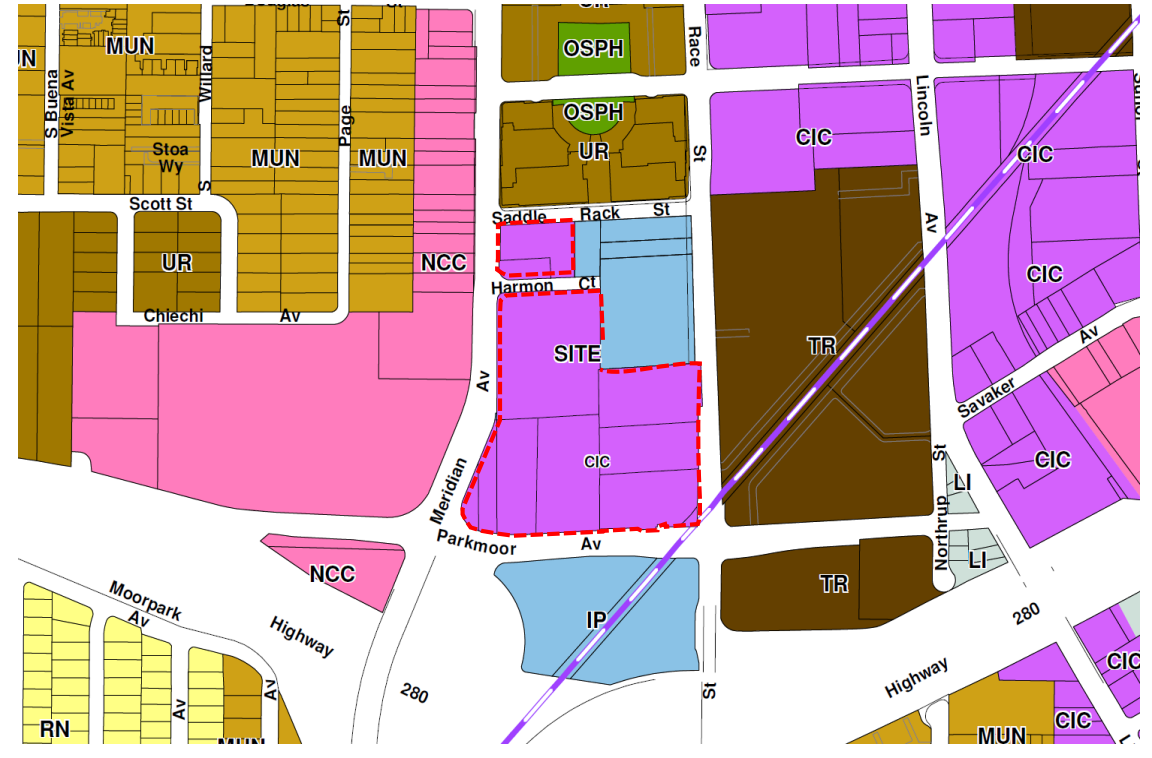 St
MUN
OSPH
Race
Willard
S Buena
Vista Av
Lincoln
OSPH
Page
CIC
Stoa
Wy
MUN
MUN
UR
St
CIC
S
Scott St
Saddle
Rack
St
Av
UR
NCC
CIC
Harmon
Ct
Chiechi
Av
SITE
TR
Av
Av
Savaker
CIC
CIC
St
Meridian
LI
Northrup
Parkmoor
Av
LI
NCC
TR
Moorpark
Av
280
IP
Highway
CIC
Highway
Av
Av
280
St
RN
MUN
CIC
MUN